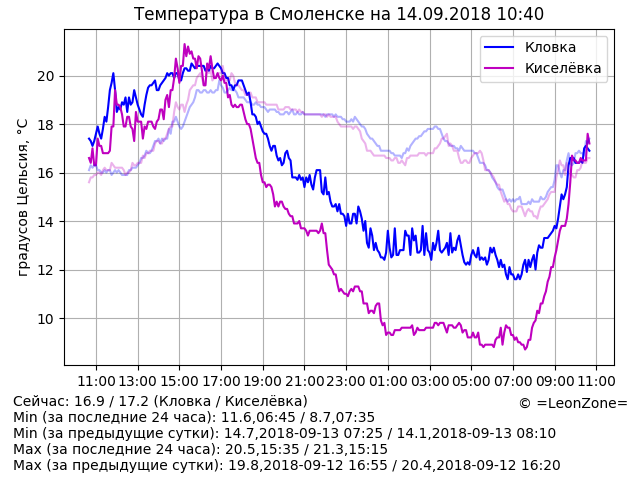 Температура в Смоленске на 14.09.2018 10:40
Кловка
Киселёвка
градусов Цельсия, °C
20
18
16
14
12
10
11:00 13:00 15:00 17:00 19:00 21:00 23:00 01:00 03:00 05:00 07:00 09:00 11:00
Сейчас: 16.9 / 17.2 (Кловка / Киселёвка)
© =LeonZone=
Min (за последние 24 часа): 11.6,06:45 / 8.7,07:35
Min (за предыдущие сутки): 14.7,2018-09-13 07:25 / 14.1,2018-09-13 08:10
Max (за последние 24 часа): 20.5,15:35 / 21.3,15:15
Max (за предыдущие сутки): 19.8,2018-09-12 16:55 / 20.4,2018-09-12 16:20